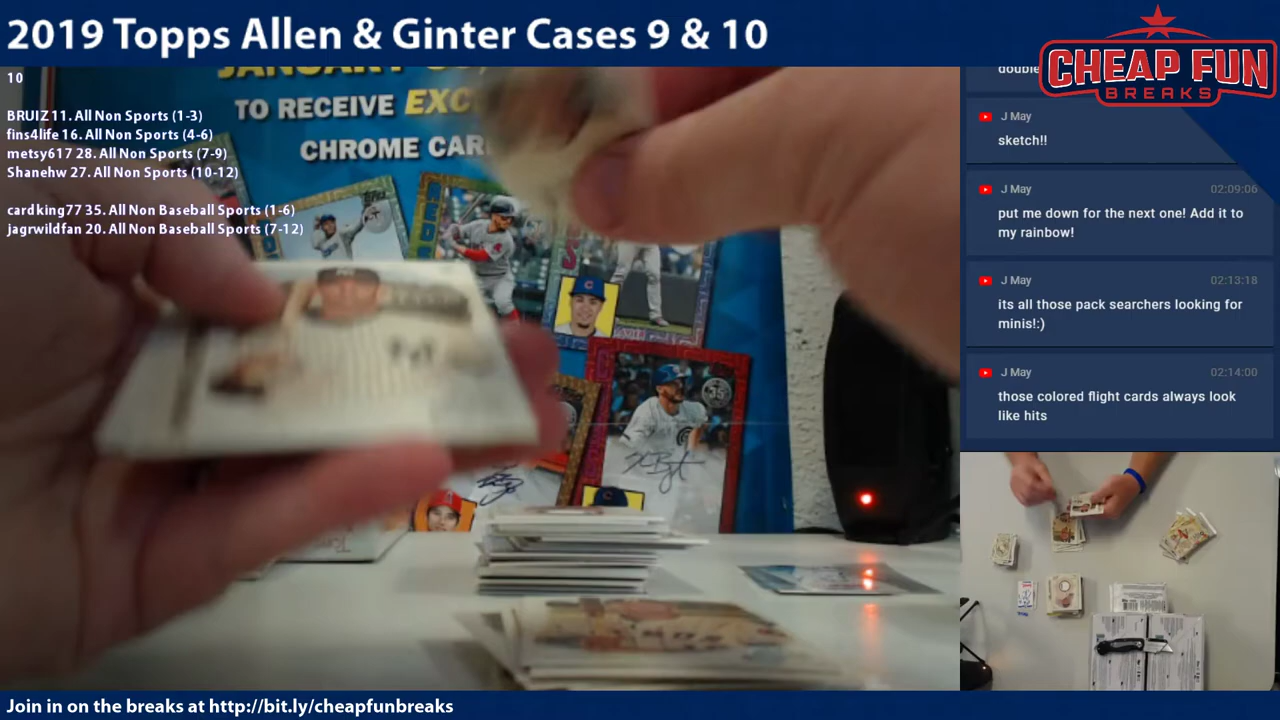 2019 Topps Allen & Ginter Cases 9 & 10
CHEAP FUN
BREAKS
10
BRUIZ 11. All Non Sports (1-3)
fins4life 16. All Non Sports (4-6)
metsy617 28. All Non Sports (7-9)
Shanehw 27. All Non Sports (10-12)
cardking77 35. All Non Baseball Sports (1-6)
jagrwildfan 20. All Non Baseball Sports (7-12)
TO RECEIVE
CHROME
double
J May
sketch!!
J May 02:09:06
put me down for the next one! Add it to
my rainbow!
J May 02:13:18
its all those pack searchers looking for
minis!:)
J May 02:14:00
those colored flight cards always look
like hits
Join in on the breaks at http://bit.ly/cheapfunbreaks